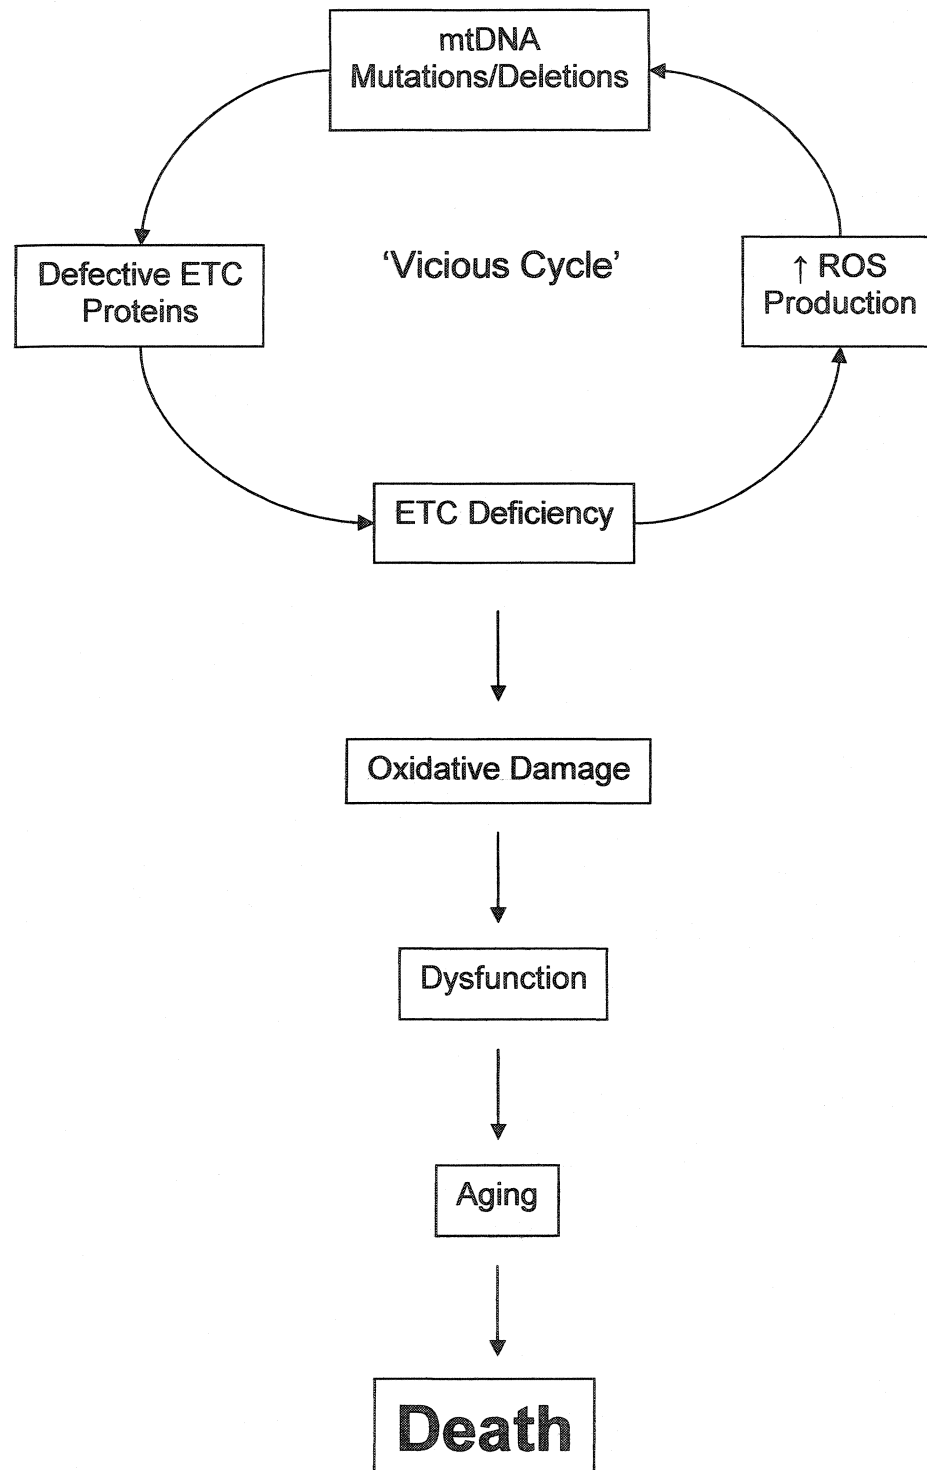 mtDNA
Mutations/Deletions
Defective ETC
Proteins
‘Vicious Cycle’
↑ ROS
Production
ETC Deficiency
Oxidative Damage
Dysfunction
Aging
Death